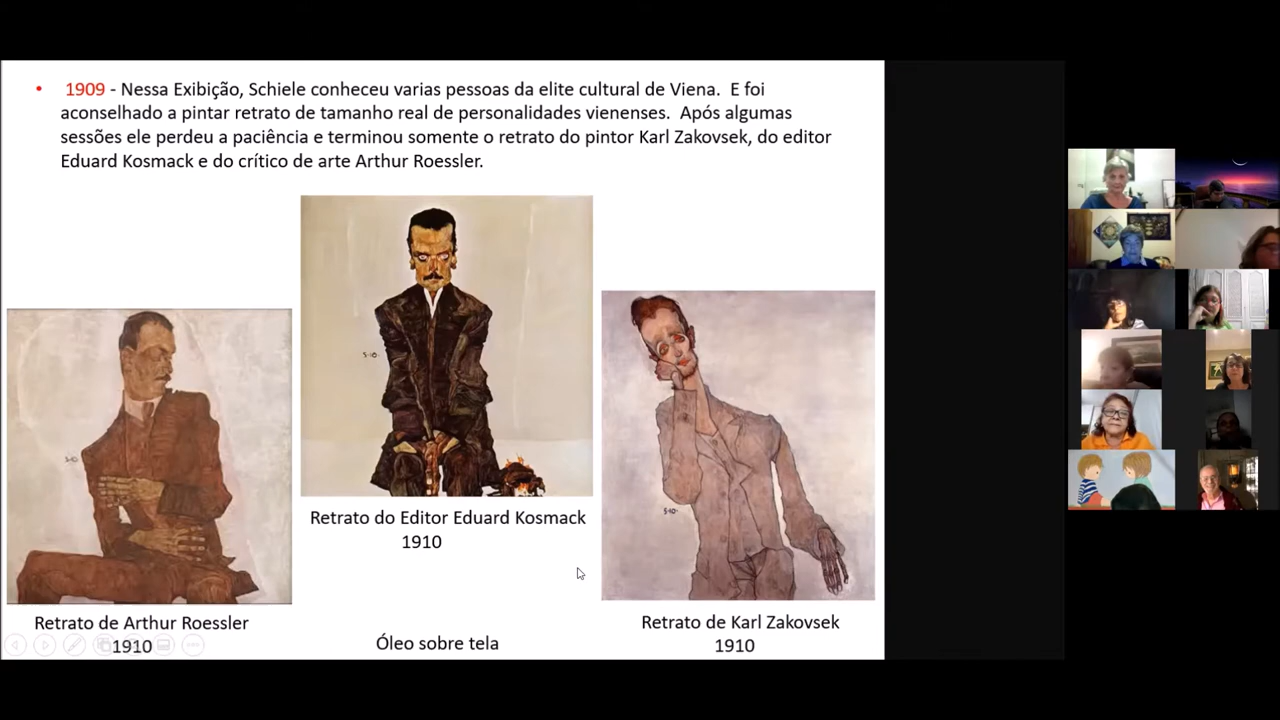 • 1909 - Nessa Exibição, Schiele conheceu varias pessoas da elite cultural de Viena. E foi
aconselhado a pintar retrato de tamanho real de personalidades vienenses. Após algumas
sessões ele perdeu a paciência e terminou somente o retrato do pintor Karl Zakovsek, do editor
Eduard Kosmack e do crítico de arte Arthur Roessler.
S·10·
S·10·
S·10·
Retrato do Editor Eduard Kosmack
1910
Retrato de Arthur Roessler
1910
Óleo sobre tela
Retrato de Karl Zakovsek
1910